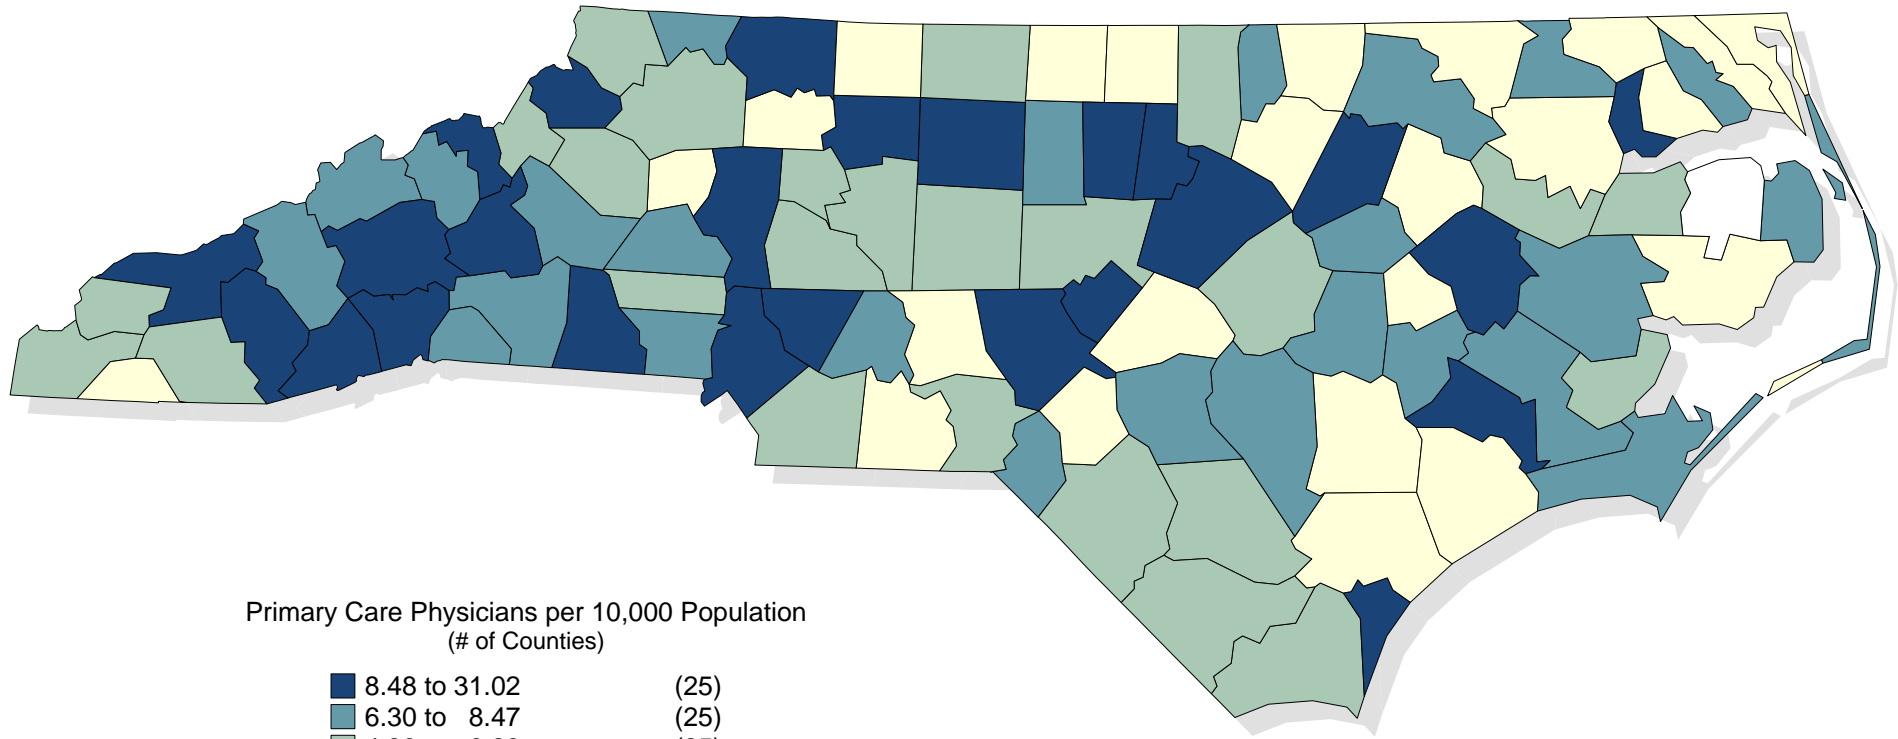 Primary Care Physicians per 10,000 Population
(# of Counties)
8.48 to 31.02 (25)
6.30 to 8.47 (25)